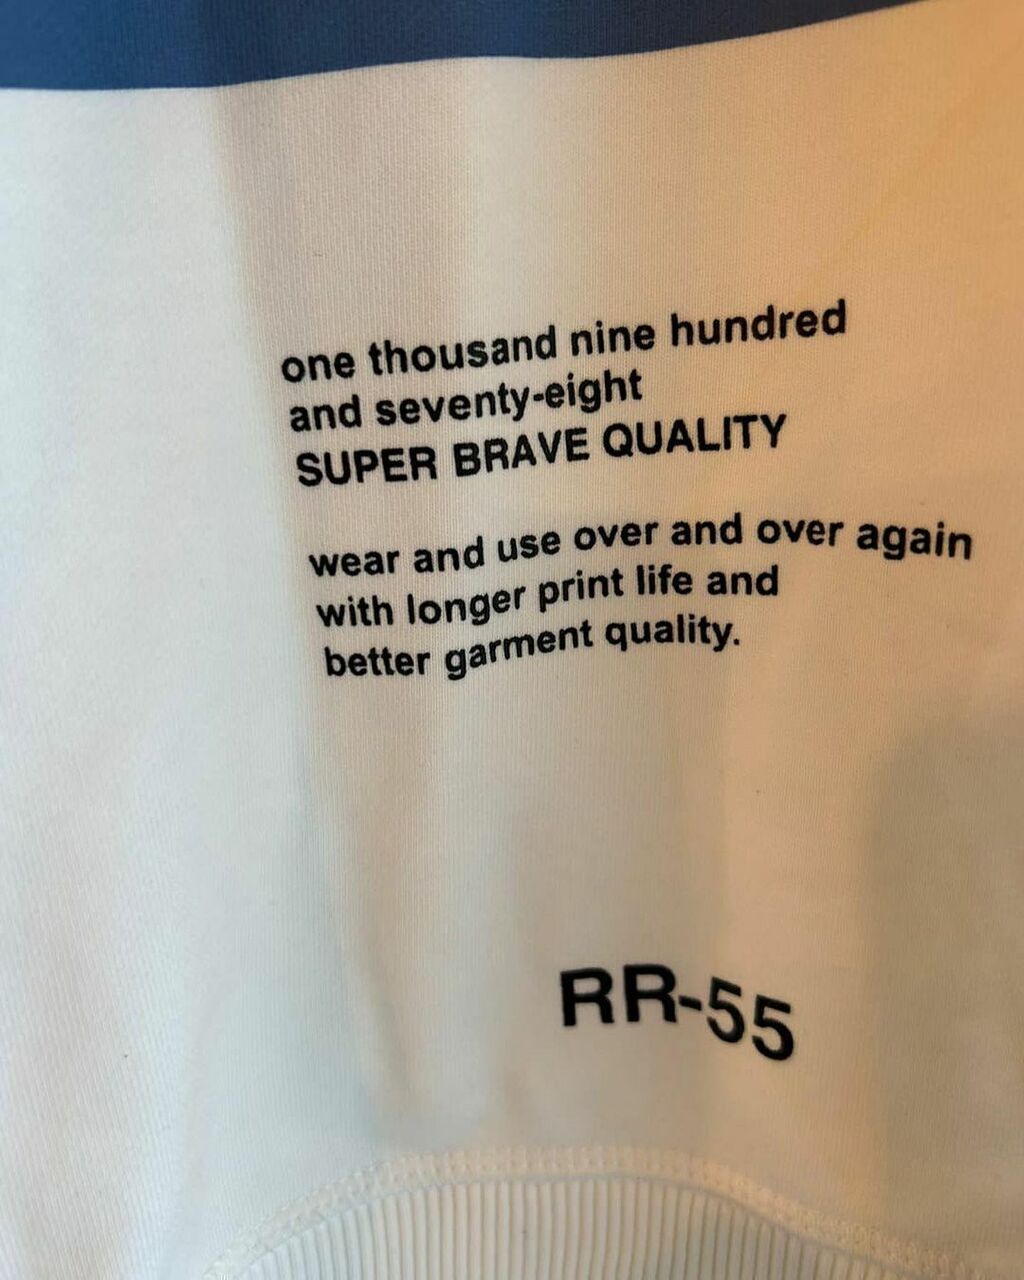 one thousand nine hundred
and seventy-eight
SUPER BRAVE QUALITY
wear and use over and over again
with longer print life and
better garment quality.
RR-55